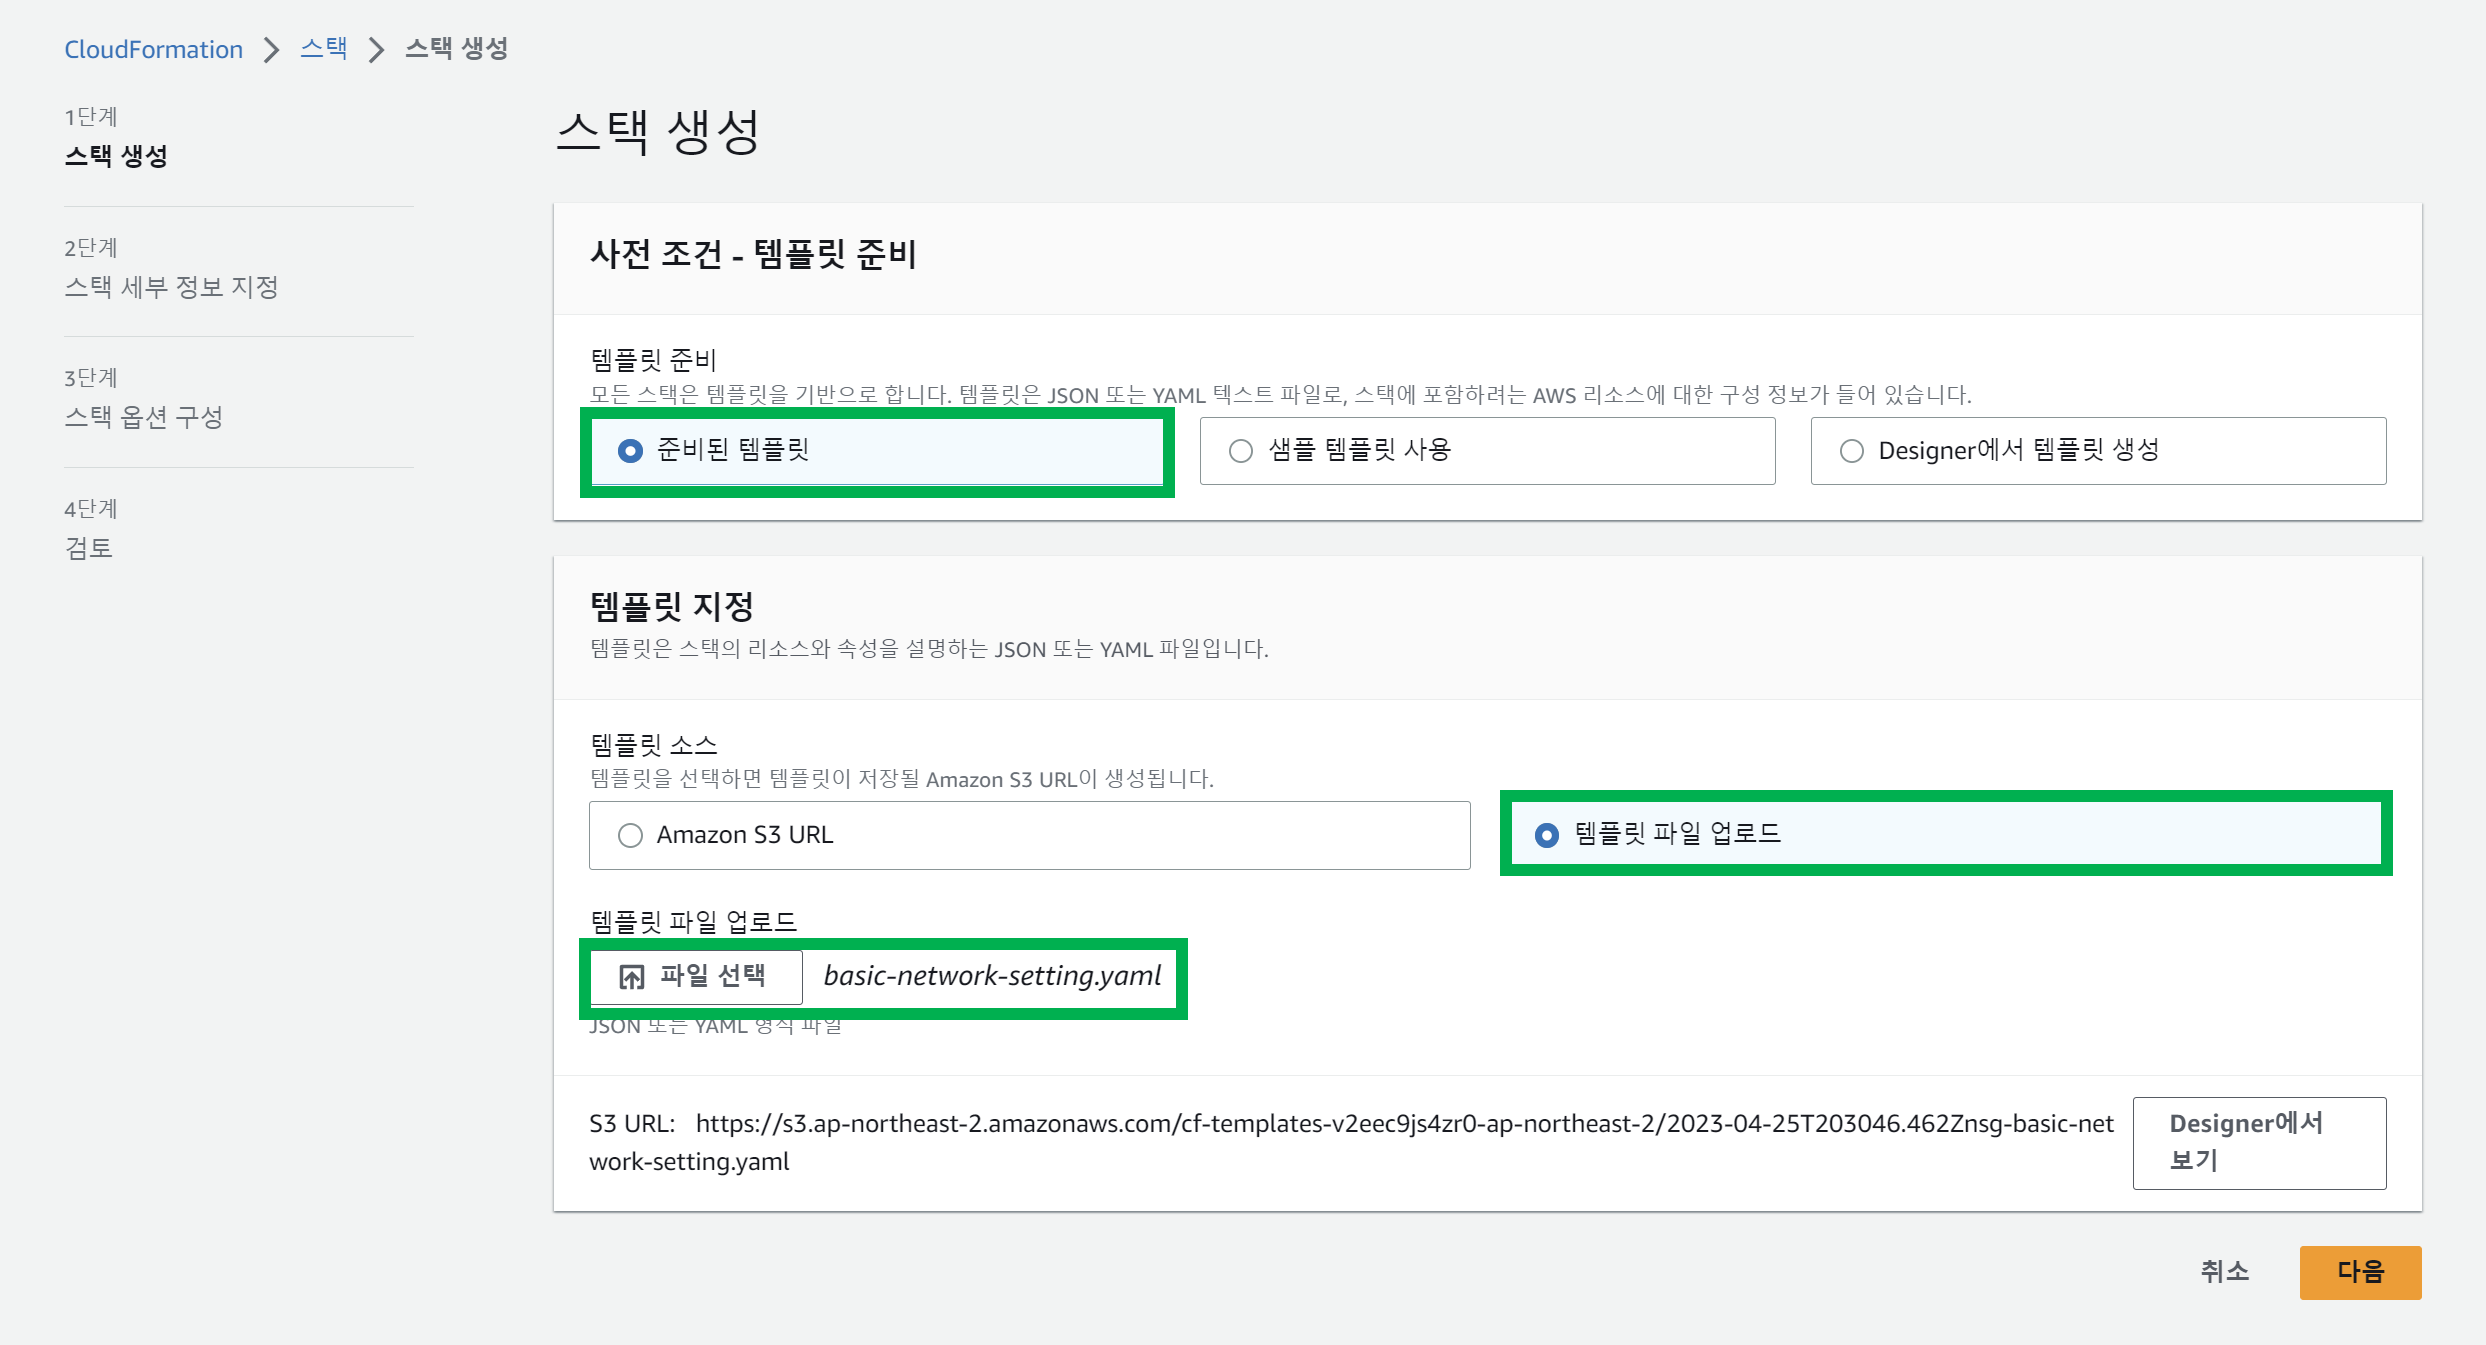 CloudFormation > 스택 > 스택 생성
1단계
스택 생성
2단계
스택 세부 정보 지정
3단계
스택 옵션 구성
4단계
검토
스택 생성
사전 조건 - 템플릿 준비
템플릿 준비
모든 스택은 템플릿을 기반으로 합니다. 템플릿은 JSON 또는 YAML 텍스트 파일로, 스택에 포함하려는 AWS 리소스에 대한 구성 정보가 들어 있습니다.
준비된 템플릿
샘플 템플릿 사용
Designer에서 템플릿 생성
템플릿 지정
템플릿은 스택의 리소스와 속성을 설명하는 JSON 또는 YAML 파일입니다.
템플릿 소스
템플릿을 선택하면 템플릿이 저장될 Amazon S3 URL이 생성됩니다.
Amazon S3 URL
템플릿 파일 업로드
템플릿 파일 업로드
파일 선택 basic-network-setting.yaml
JSON 또는 YAML 형식 파일
S3 URL: https://s3.ap-northeast-2.amazonaws.com/cf-templates-v2eec9js4zr0-ap-northeast-2/2023-04-25T203046.462Znsg-basic-net
work-setting.yaml
Designer에서
보기
취소
다음